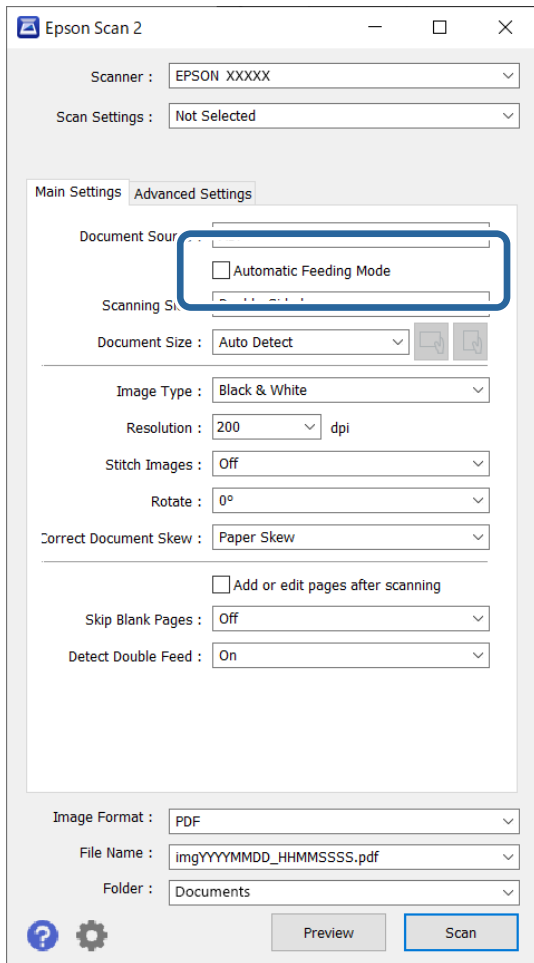 Epson Scan 2
Scanner : EPSON XXXXX
Scan Settings : Not Selected
Main Settings Advanced Settings
Document
Automatic Feeding Mode
Scanning
Document Size : Auto Detect
Image Type : Black & White
Resolution : 200 dpi
Stitch Images : Off
Rotate : 0°
Correct Document Skew : Paper Skew
Add or edit pages after scanning
Skip Blank Pages : Off
Detect Double Feed : On
Image Format : PDF
File Name : imgYYYYMMDD_HHMMSSSS.pdf
Folder : Documents
? Preview Scan